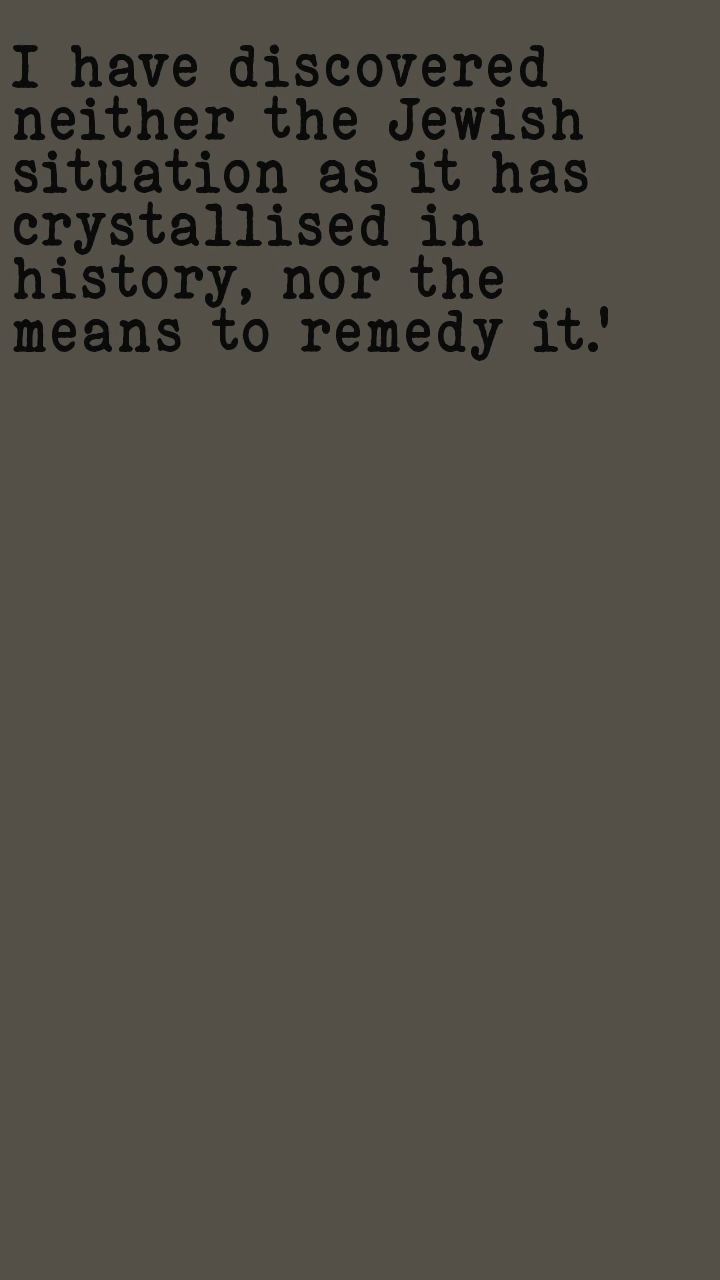 I have discovered
neither the Jewish
situation as it has
crystallised in
history, nor the
means to remedy it.'